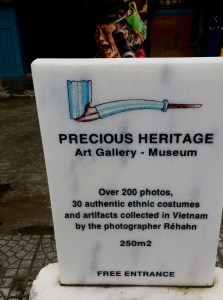 PRECIOUS HERITAGE
Art Gallery - Museum
Over 200 photos,
30 authentic ethnic costumes
and artifacts collected in Vietnam
by the photographer Réhahn
250m2
FREE ENTRANCE